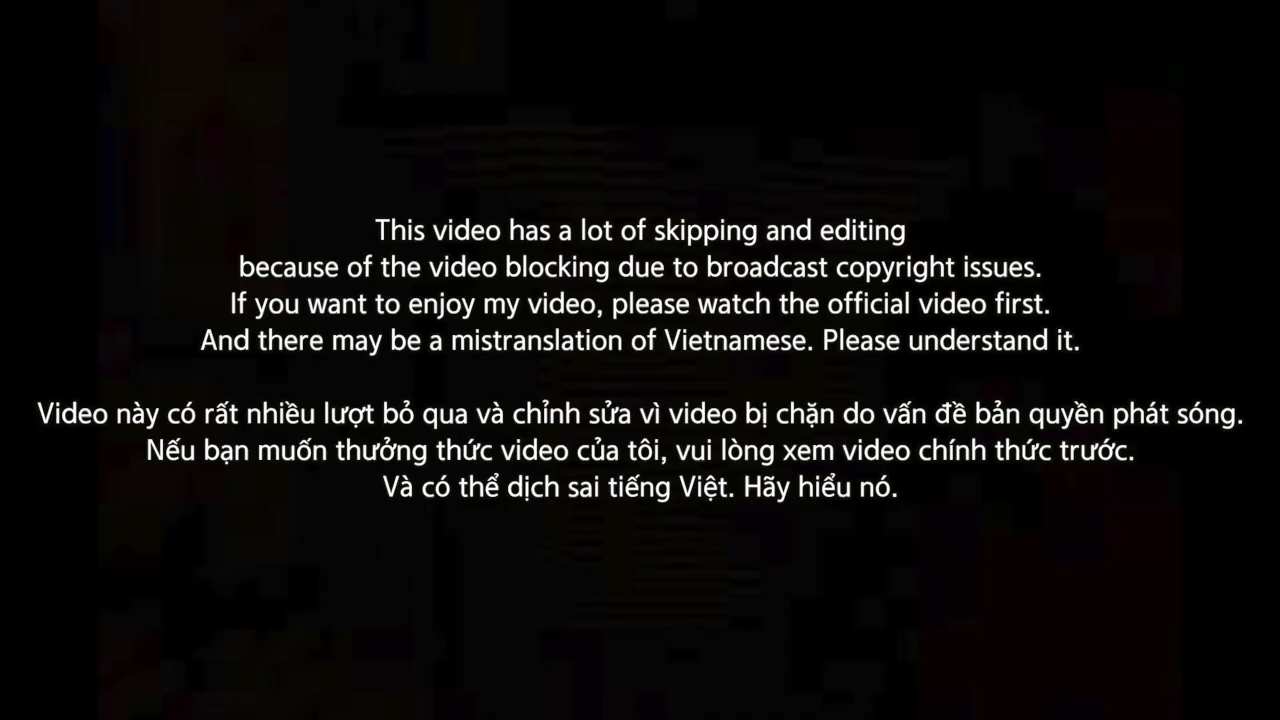 This video has a lot of skipping and editing
because of the video blocking due to broadcast copyright issues.
If you want to enjoy my video, please watch the official video first.
And there may be a mistranslation of Vietnamese. Please understand it.
Video này có rất nhiều lượt bỏ qua và chỉnh sửa vì video bị chặn do vấn đề bản quyền phát sóng.
Nếu bạn muốn thưởng thức video của tôi, vui lòng xem video chính thức trước.
Và có thể dịch sai tiếng Việt. Hãy hiểu nó.